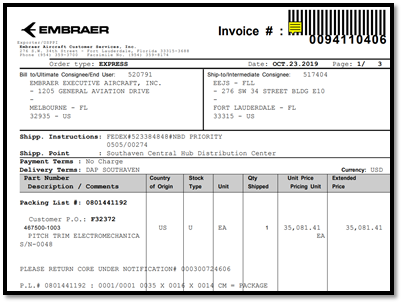 EMBRAER
Invoice # :
0094110406
Exporter/Shipper
Embraer Aircraft Customer Services, Inc.
276 S.W. 34th Street - Fort Lauderdale, Florida 33315
Order type: EXPRESS Date: OCT.23.2019 Page: 1/ 3
Bill to/Ultimate Consignee/End User: 520791 Ship-to/Intermediate Consignee: 517404
EMBRAER EXECUTIVE AIRCRAFT, INC. EEJS - FLL
- 1205 GENERAL AVIATION DRIVE - 276 SW 34 STREET BLDG E10
- -
MELBOURNE - FL FORT LAUDERDALE - FL
32935 - US 33315 - US
Shipp. Instructions: FEDEX#523384848#NBD PRIORITY
0505/00274
Shipp. Point : Southaven Central Hub Distribution Center
Payment Terms : No Charge
Delivery Terms: DAP SOUTHAVEN Currency: USD
Part Number Country Stock Unit Qty Unit Price Extended
Description / Comments of Origin Type Shipped Pricing Unit Price
Packing List #: 0801441192
Customer P.O.: F32372
467500-1003 US U EA 1 35,081.41 35,081.41
PITCH TRIM ELECTROMECHANICA EA
S/N-0048
PLEASE RETURN CORE UNDER NOTIFICATION# 000300724606
P.L.# 0801441192 : 0001/0001 0035 X 0016 X 0014 CM = PACKAGE